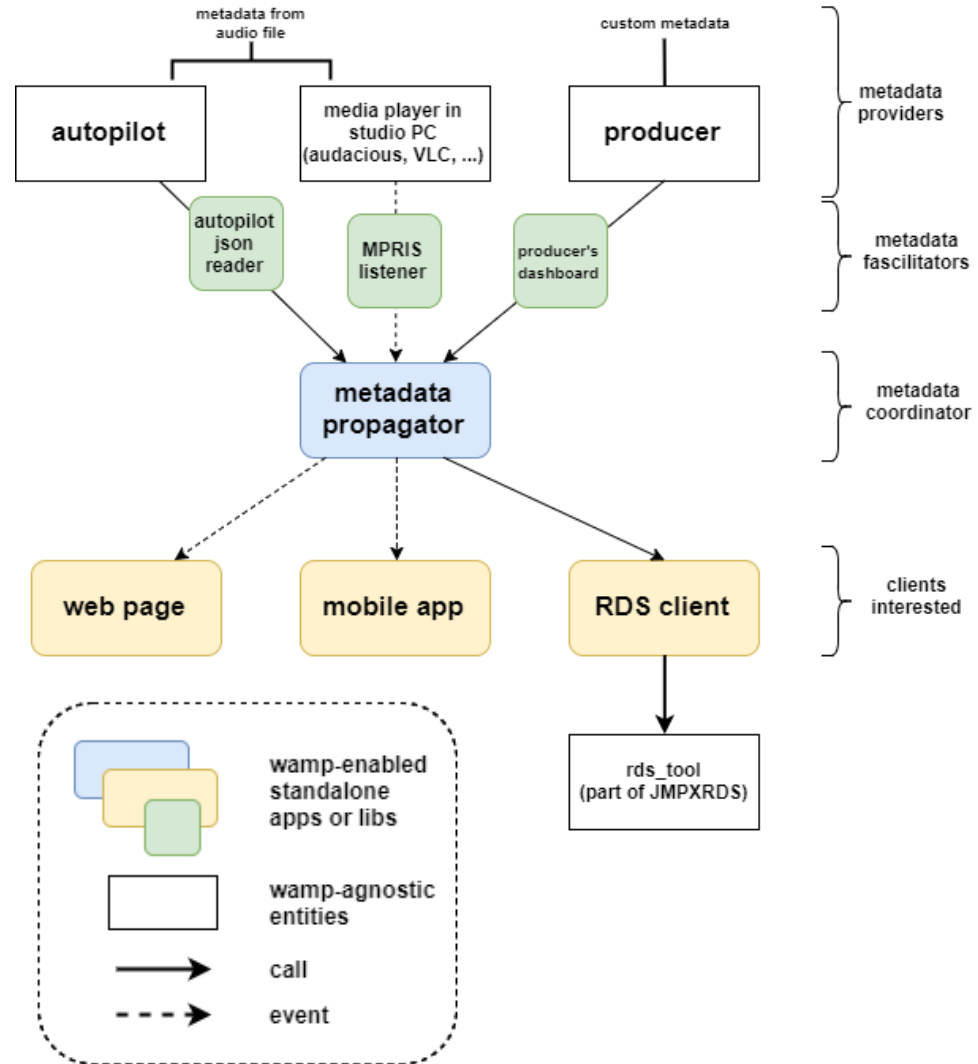 metadata from
audio file
custom metadata
autopilot
media player in
studio PC
(audacious, VLC, ...)
producer
metadata
providers
autopilot
json
reader
MPRIS
listener
producer's
dashboard
metadata
fascilitators
metadata
propagator
metadata
coordinator
web page
mobile app
RDS client
clients
interested
rds_tool
(part of JMPXRDS)
wamp-enabled
standalone
apps or libs
wamp-agnostic
entities
call
event